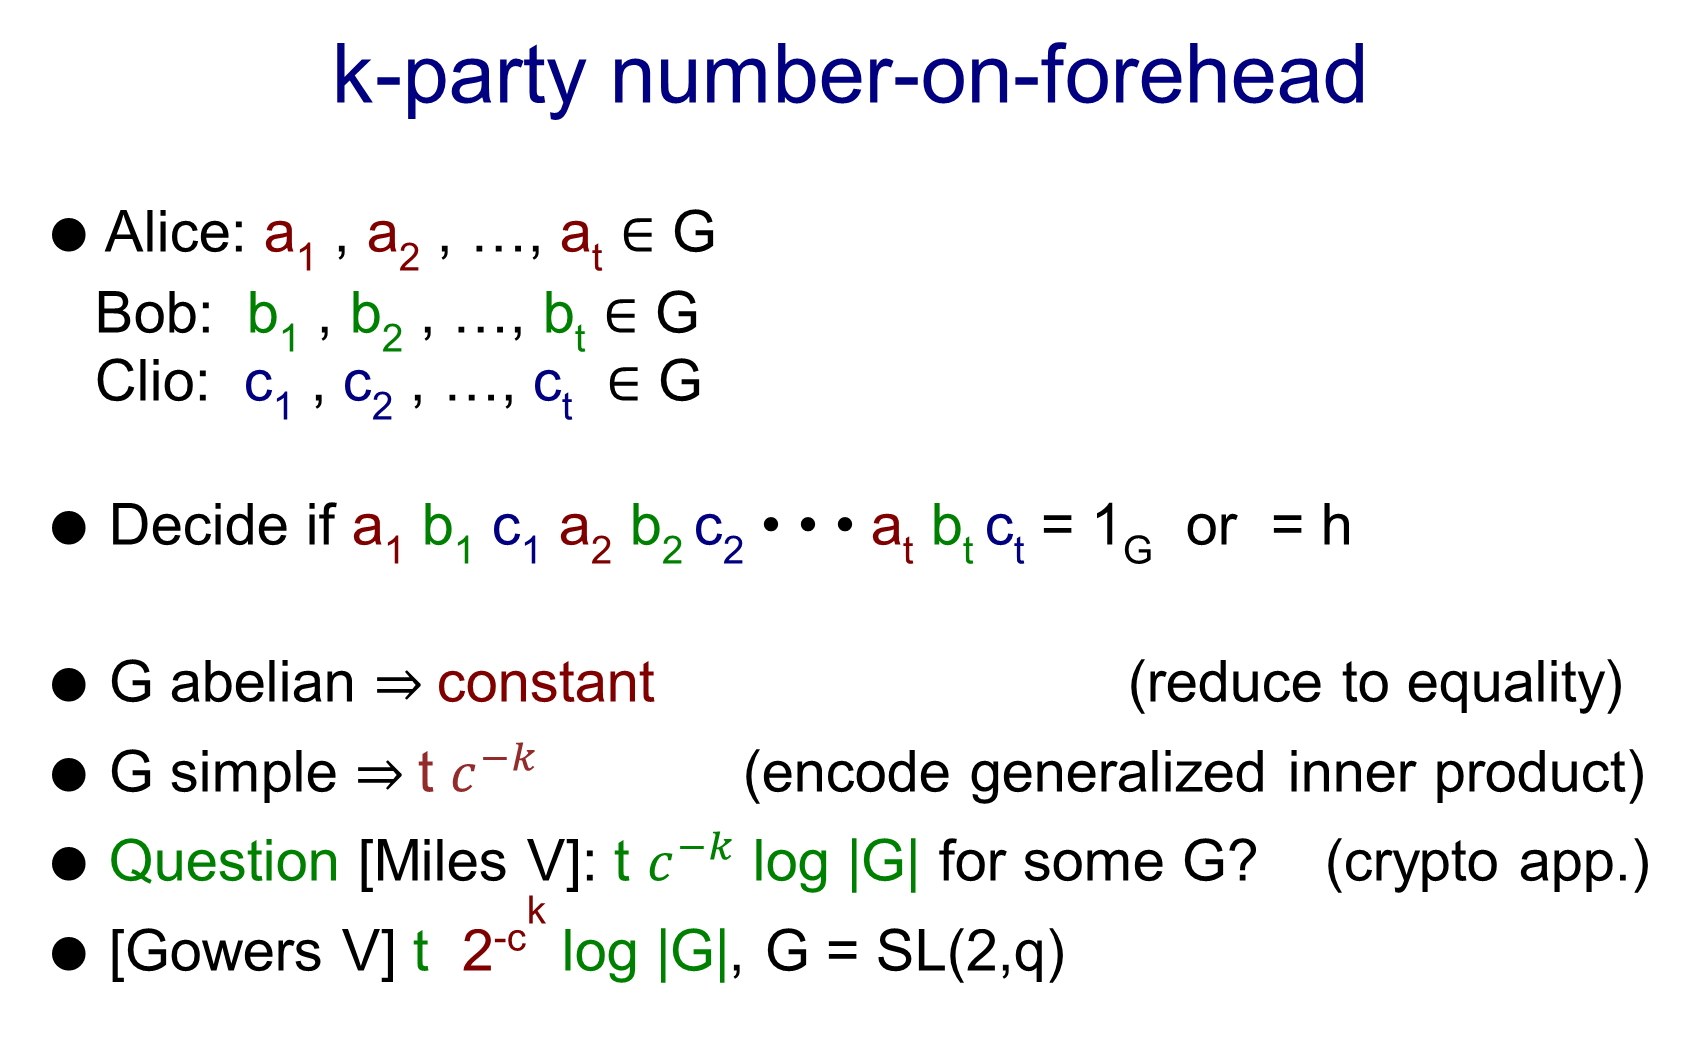 k-party number-on-forehead
● Alice: a₁ , a₂ , …, aₜ ∈ G
Bob: b₁ , b₂ , …, bₜ ∈ G
Clio: c₁ , c₂ , …, cₜ ∈ G
● Decide if a₁ b₁ c₁ a₂ b₂ c₂ • • • aₜ bₜ cₜ = 1_G or = h
● G abelian ⇒ constant (reduce to equality)
● G simple ⇒ t c^{-k} (encode generalized inner product)
● Question [Miles V]: t c^{-k} log |G| for some G? (crypto app.)
● [Gowers V] t 2^{-c^k} log |G|, G = SL(2,q)